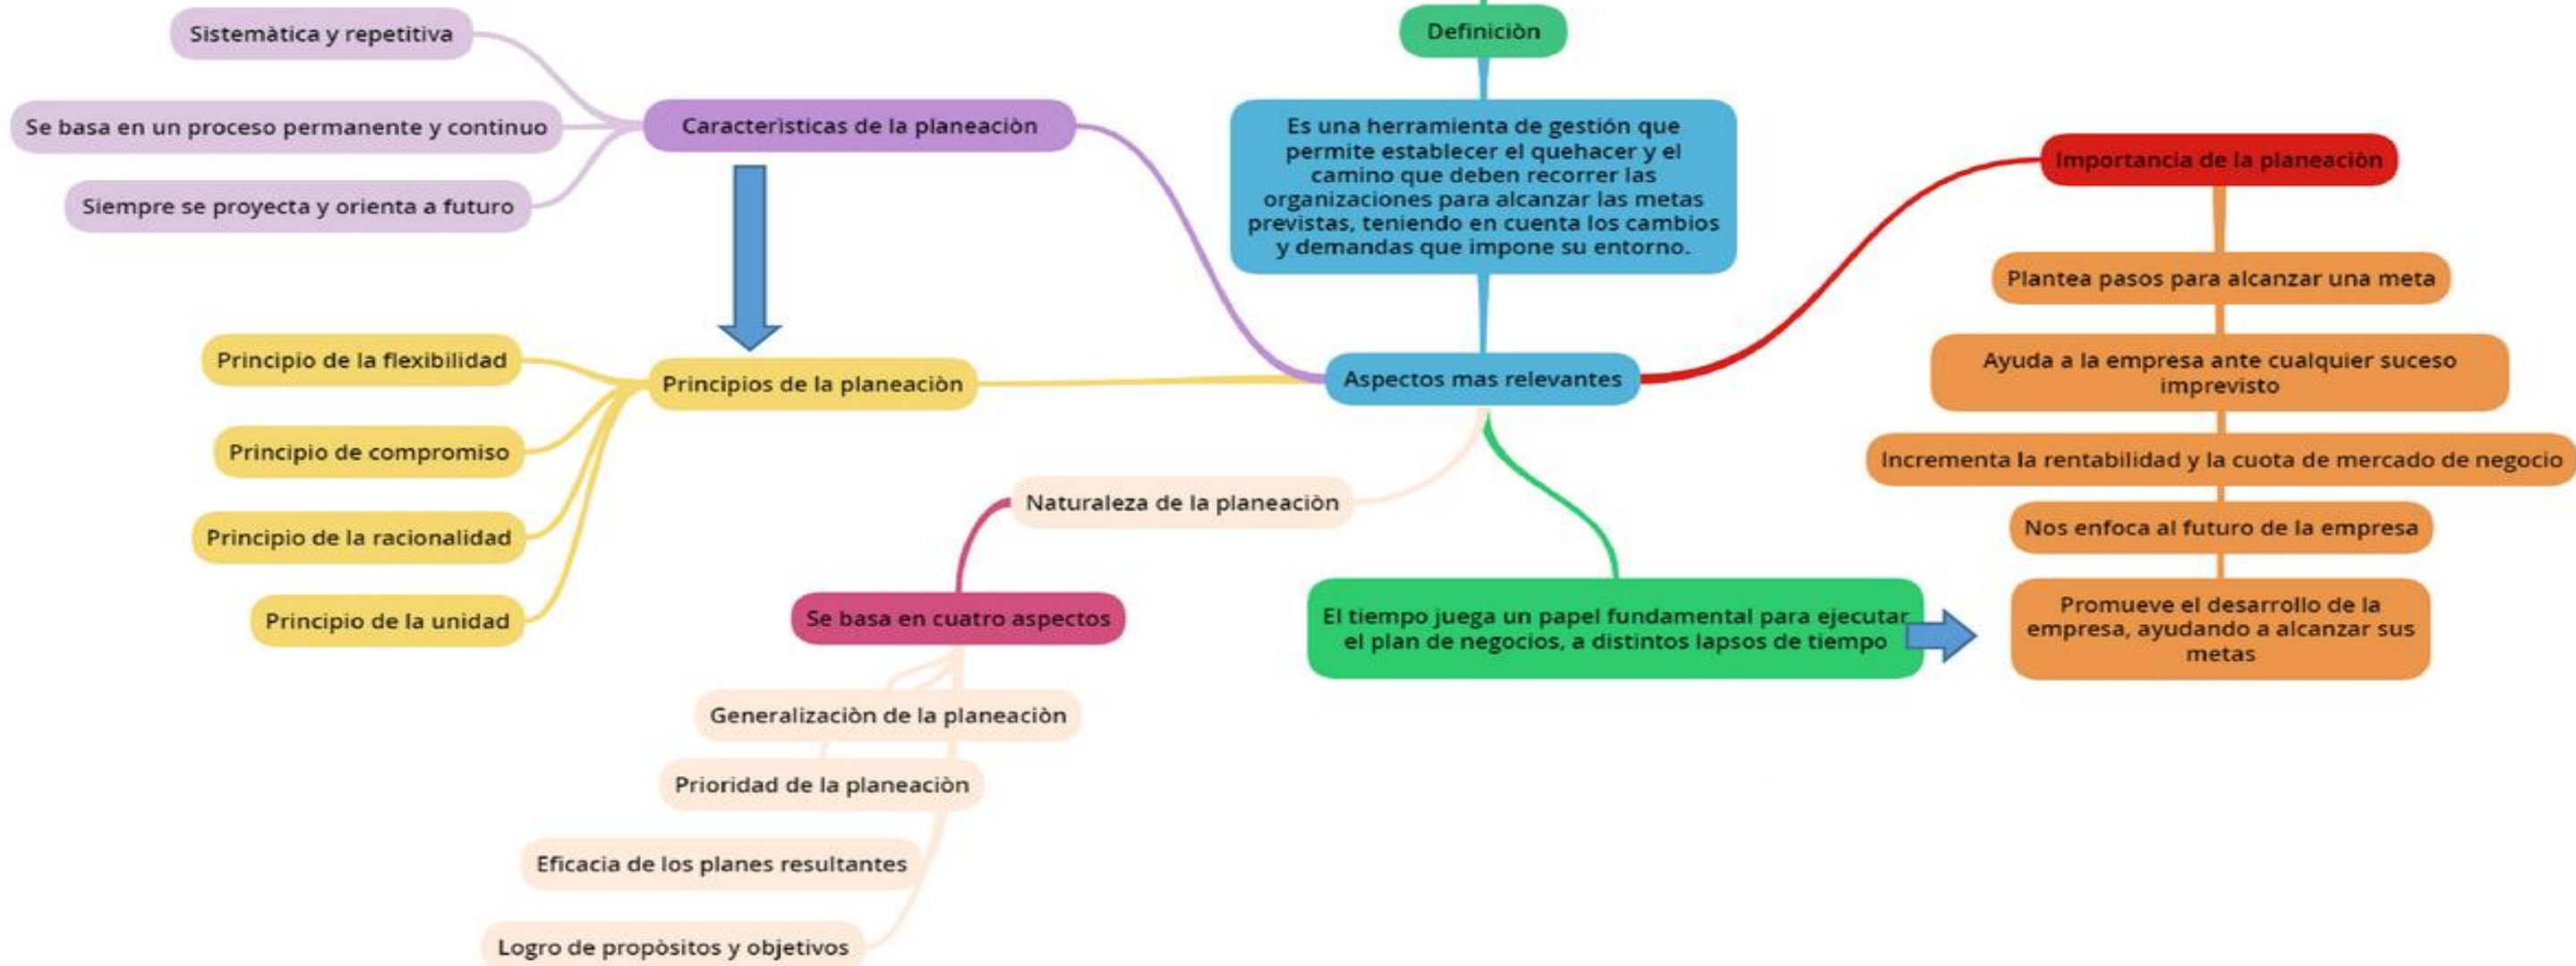 Definiciòn
Es una herramienta de gestión que
permite establecer el quehacer y el
camino que deben recorrer las
organizaciones para alcanzar las metas
previstas, teniendo en cuenta los cambios
y demandas que impone su entorno.
Aspectos mas relevantes
Caracterìsticas de la planeaciòn
Sistemàtica y repetitiva
Se basa en un proceso permanente y continuo
Siempre se proyecta y orienta a futuro
Principios de la planeaciòn
Principio de la flexibilidad
Principio de compromiso
Principio de la racionalidad
Principio de la unidad
Naturaleza de la planeaciòn
Se basa en cuatro aspectos
Generalizaciòn de la planeaciòn
Prioridad de la planeaciòn
Eficacia de los planes resultantes
Logro de propòsitos y objetivos
El tiempo juega un papel fundamental para ejecutar
el plan de negocios, a distintos lapsos de tiempo
Importancia de la planeaciòn
Plantea pasos para alcanzar una meta
Ayuda a la empresa ante cualquier suceso
imprevisto
Incrementa la rentabilidad y la cuota de mercado de negocio
Nos enfoca al futuro de la empresa
Promueve el desarrollo de la
empresa, ayudando a alcanzar sus
metas